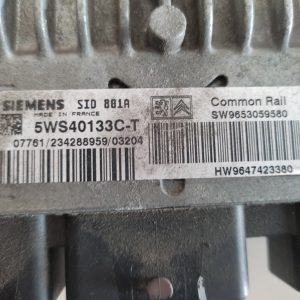 SIEMENS SID 801A
MADE IN FRANCE
5WS40133C-T
07761/234288959/03204
Common Rail
SW9653059580
HW9647423380